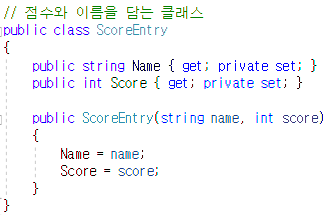 // 점수와 이름을 담는 클래스
public class ScoreEntry
{
    public string Name { get; private set; }
    public int Score { get; private set; }

    public ScoreEntry(string name, int score)
    {
        Name = name;
        Score = score;
    }
}